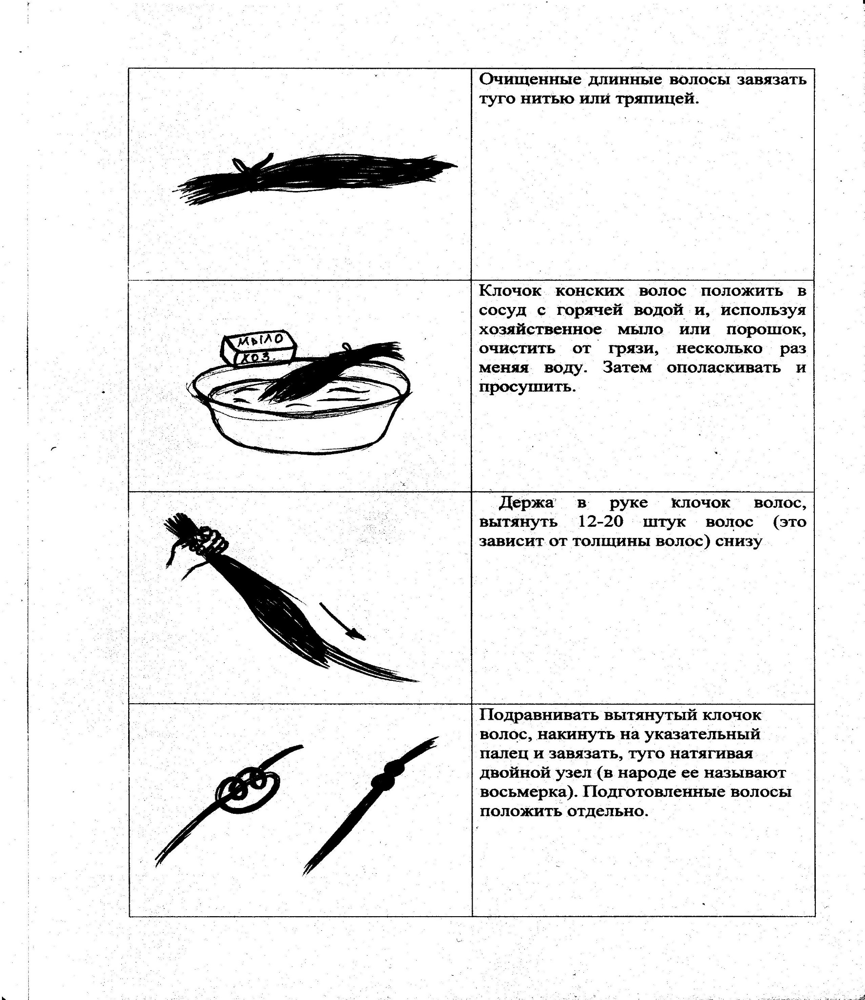 Очищенные длинные волосы завязать
туго нитью или тряпицей.
Клочок конских волос положить в
сосуд с горячей водой и, используя
хозяйственное мыло или порошок,
очистить от грязи, несколько раз
меняя воду. Затем ополаскивать и
просушить.
МЫЛО
ХОЗ.
Держа в руке клочок волос,
вытянуть 12-20 штук волос (это
зависит от толщины волос) снизу
Подравнивать вытянутый клочок
волос, накинуть на указательный
палец и завязать, туго натягивая
двойной узел (в народе ее называют
восьмерка). Подготовленные волосы
положить отдельно.